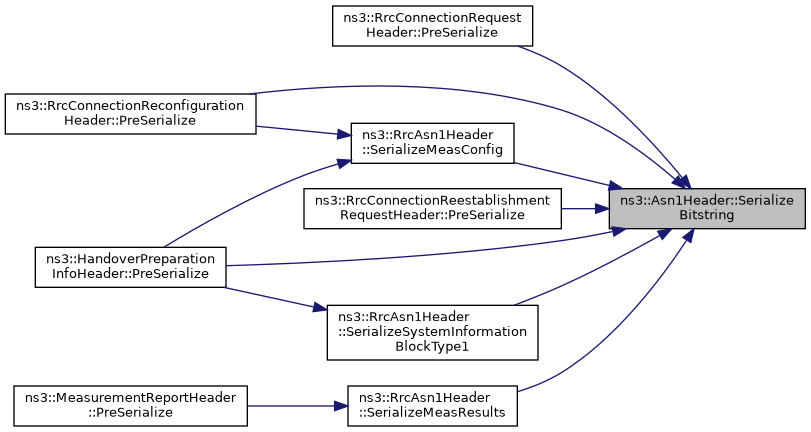 ns3::RrcConnectionRequest
Header::PreSerialize
ns3::RrcConnectionReconfiguration
Header::PreSerialize
ns3::RrcAsn1Header
::SerializeMeasConfig
ns3::RrcConnectionReestablishment
RequestHeader::PreSerialize
ns3::Asn1Header::Serialize
Bitstring
ns3::HandoverPreparation
InfoHeader::PreSerialize
ns3::RrcAsn1Header
::SerializeSystemInformation
BlockType1
ns3::MeasurementReportHeader
::PreSerialize
ns3::RrcAsn1Header
::SerializeMeasResults